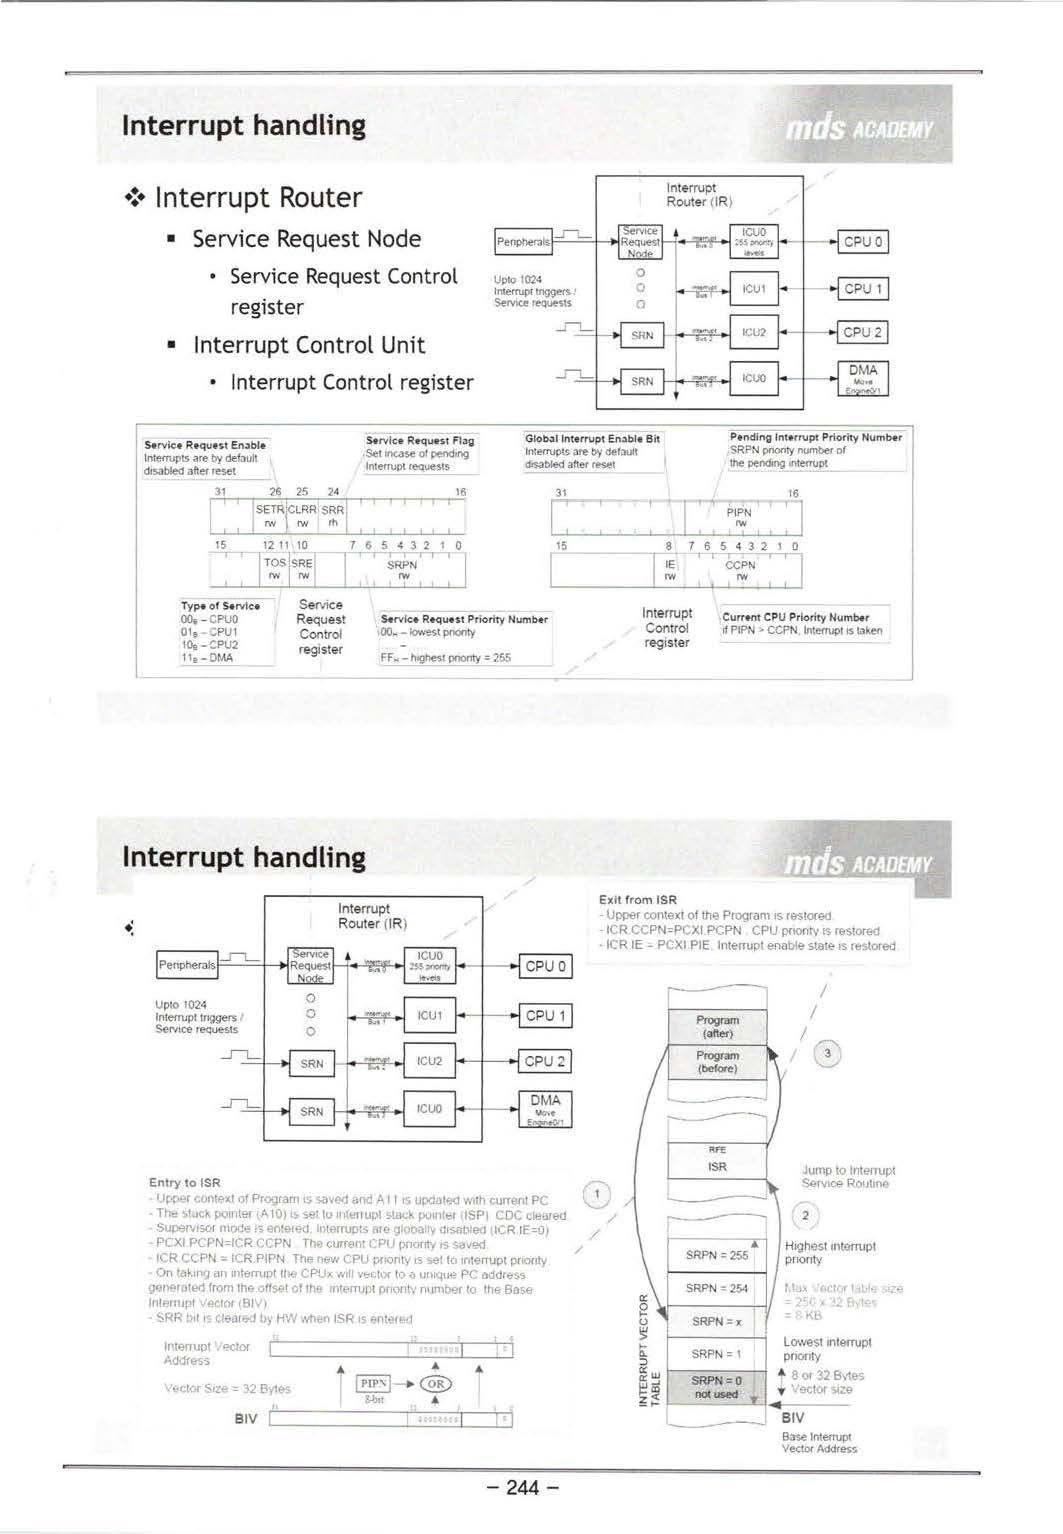 Interrupt handling
mds ACADEMY
❖ Interrupt Router
▪ Service Request Node
• Service Request Control
register
▪ Interrupt Control Unit
• Interrupt Control register
Interrupt
Router (IR)
Peripherals
Service
Request
Node
Interrupt
Bus 0
ICU0
255 priority
levels
CPU 0
Upto 1024
Interrupt triggers /
Service requests
Interrupt
Bus 1
ICU1
CPU 1
SRN
Interrupt
Bus 2
ICU2
CPU 2
SRN
Interrupt
ICU0
DMA
Move
Engine0/1
Service Request Enable
Interrupts are by default
disabled after reset
Service Request Flag
Set incase of pending
Interrupt requests
Global Interrupt Enable Bit
Interrupts are by default
disabled after reset
Pending Interrupt Priority Number
SRPN priority number of
the pending interrupt
31 26 25 24 16
SETR CLRR SRR
rw rw rh
15 12 11 10 7 6 5 4 3 2 1 0
TOS SRE SRPN
rw rw rw
31 16
PIPN
rw
15 8 7 6 5 4 3 2 1 0
IE CCPN
rw rw
Type of Service
00B – CPU0
01B – CPU1
10B – CPU2
11B – DMA
Service
Request
Control
register
Service Request Priority Number
00H – lowest priority
..... –
FFH – highest priority = 255
Interrupt
Control
register
Current CPU Priority Number
if PIPN > CCPN, Interrupt is taken
Interrupt handling
mds ACADEMY
Interrupt
Router (IR)
Peripherals
Service
Request
Node
Interrupt
Bus 0
ICU0
255 priority
levels
CPU 0
Upto 1024
Interrupt triggers /
Service requests
Interrupt
Bus 1
ICU1
CPU 1
SRN
Interrupt
Bus 2
ICU2
CPU 2
SRN
Interrupt
ICU0
DMA
Move
Engine0/1
Exit from ISR
- Upper context of the Program is restored.
- ICR.CCPN=PCXI.PCPN . CPU priority is restored
- ICR.IE = PCXI.PIE. Interrupt enable state is restored.
Program
(after)
Program
(before)
3
RFE
ISR
Jump to Interrupt
Service Routine
1
2
Entry to ISR
- Upper context of Program is saved and A11 is updated with current PC
- The stack pointer (A10) is set to interrupt stack pointer (ISP). CDC cleared
- Supervisor mode is entered, Interrupts are globally disabled (ICR.IE=0)
- PCXI.PCPN=ICR.CCPN . The current CPU priority is saved.
- ICR.CCPN = ICR.PIPN. The new CPU priority is set to interrupt priority
- On taking an interrupt the CPUx will vector to a unique PC address
generated from the offset of the interrupt priority number to the Base
Interrupt Vector (BIV)
- SRR bit is cleared by HW when ISR is entered
Interrupt Vector
Address
Vector Size = 32 Bytes
PIPN
8-bit
OR
BIV
INTERRUPT VECTOR
TABLE
SRPN = 255
SRPN = 254
SRPN = x
SRPN = 1
SRPN = 0
not used
Highest interrupt
priority
Max Vector table size
= 256 x 32 Bytes
= 8 KB
Lowest interrupt
priority
8 or 32 Bytes
Vector size
BIV
Base Interrupt
Vector Address
– 244 –